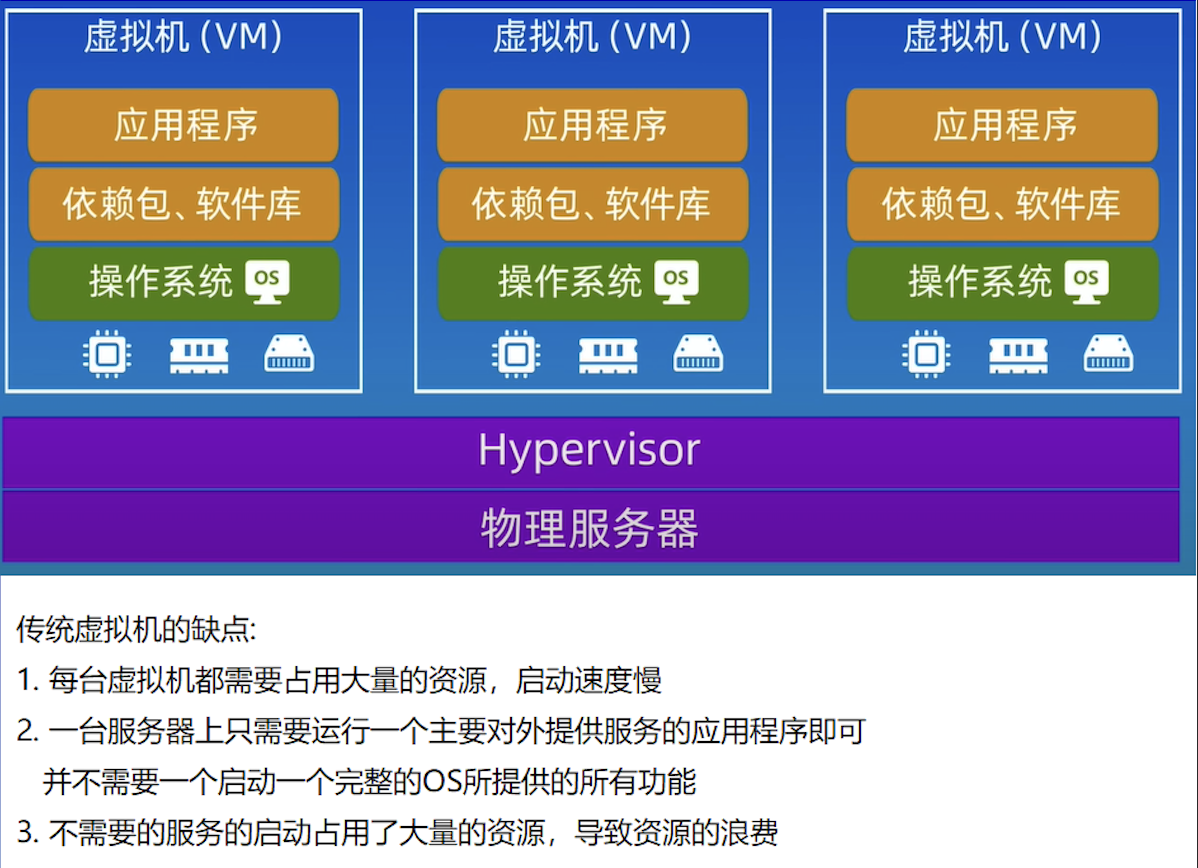 虚拟机 (VM) 虚拟机 (VM) 虚拟机 (VM)
应用程序 应用程序 应用程序
依赖包、软件库 依赖包、软件库 依赖包、软件库
操作系统 OS 操作系统 OS 操作系统 OS
Hypervisor
物理服务器
传统虚拟机的缺点:
1. 每台虚拟机都需要占用大量的资源，启动速度慢
2. 一台服务器上只需要运行一个主要对外提供服务的应用程序即可
并不需要一个启动一个完整的OS所提供的所有功能
3. 不需要的服务的启动占用了大量的资源，导致资源的浪费